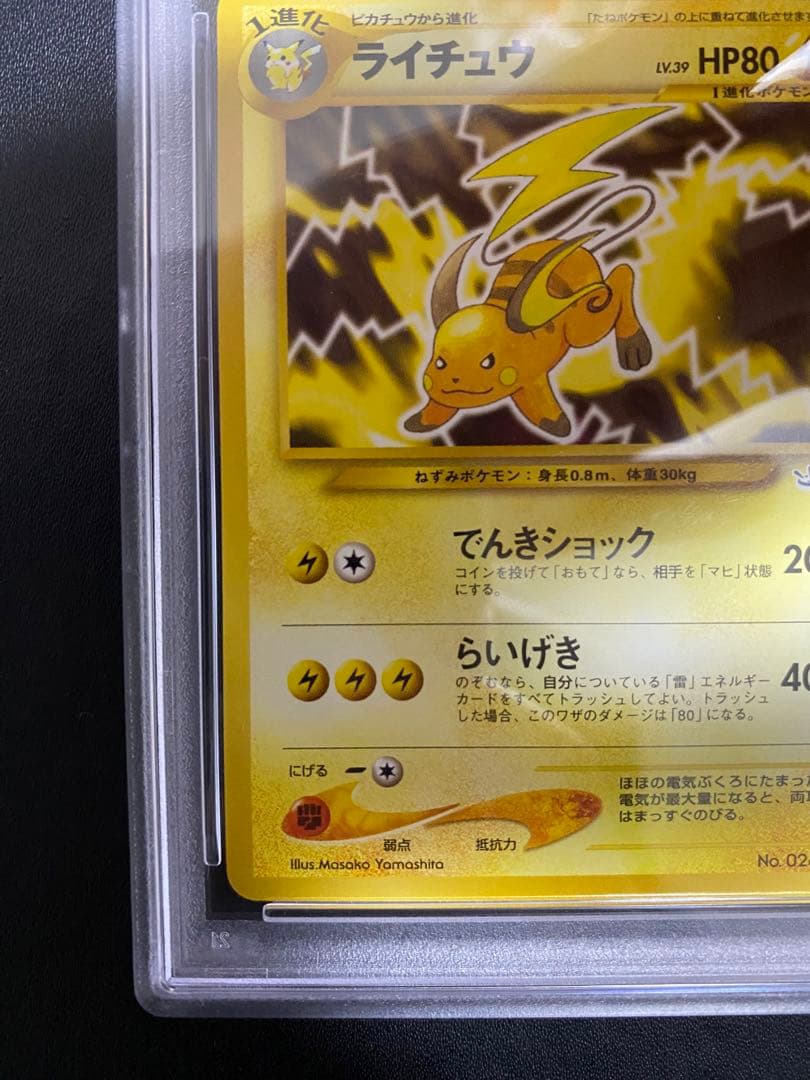 1進化
ピカチュウから進化
「たねポケモン」の上に重ねて進化させます
ライチュウ
LV.39 HP80
1進化ポケモン
ねずみポケモン：身長0.8m、体重30kg
でんきショック
20
コインを投げて「おもて」なら、相手を「マヒ」状態
にする。
らいげき
40
のぞむなら、自分についている「雷」エネルギー
カードをすべてトラッシュしてよい。トラッシュ
した場合、このワザのダメージは「80」になる。
にげる
ほほの電気ぶくろにたまった
電気が最大量になると、両
はまっすぐのびる。
弱点
抵抗力
Illus.Masako Yamashita
No. 02
21